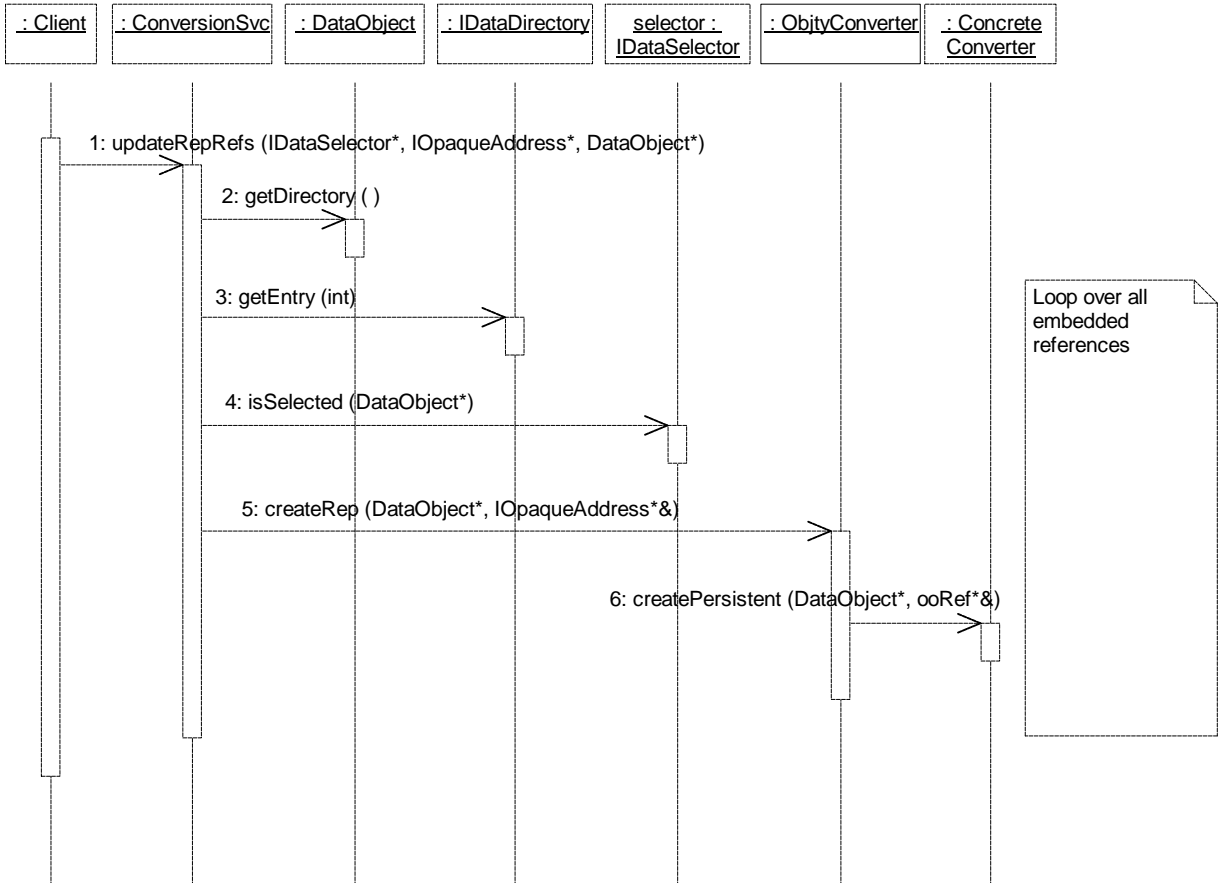 : Client
: ConversionSvc
: DataObject
: IDataDirectory
selector :
IDataSelector
: ObjtyConverter
: Concrete
Converter
1: updateRepRefs (IDataSelector*, IOpaqueAddress*, DataObject*)
2: getDirectory ( )
3: getEntry (int)
Loop over all
embedded
references
4: isSelected (DataObject*)
5: createRep (DataObject*, IOpaqueAddress*&)
6: createPersistent (DataObject*, ooRef*&)